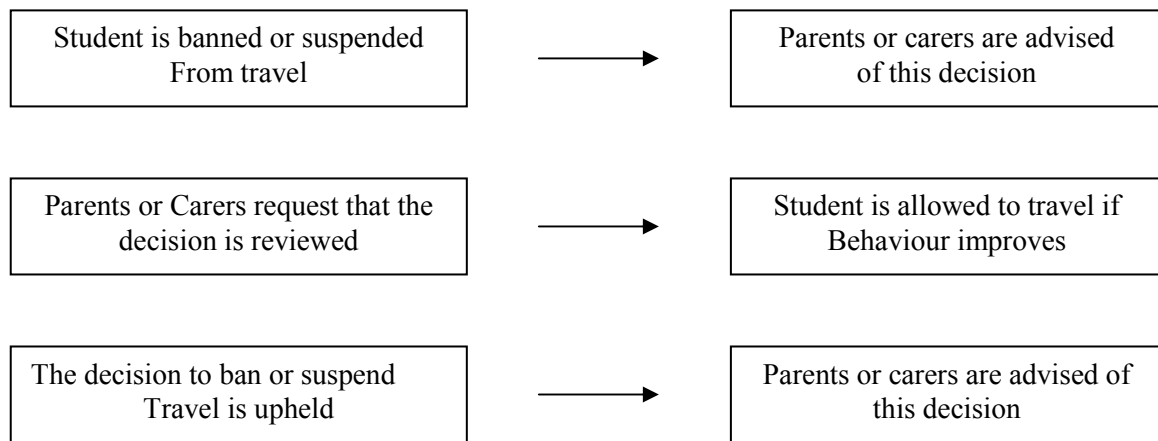 Student is banned or suspended
From travel
Parents or carers are advised
of this decision
Parents or Carers request that the
decision is reviewed
Student is allowed to travel if
Behaviour improves
The decision to ban or suspend
Travel is upheld
Parents or carers are advised of
this decision